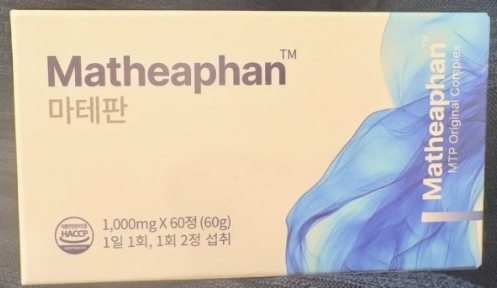 Matheaphan™
마테판
HACCP
1,000mg X 60정 (60g)
1일 1회, 1회 2정 섭취
Matheaphan™
MTP Original Complex